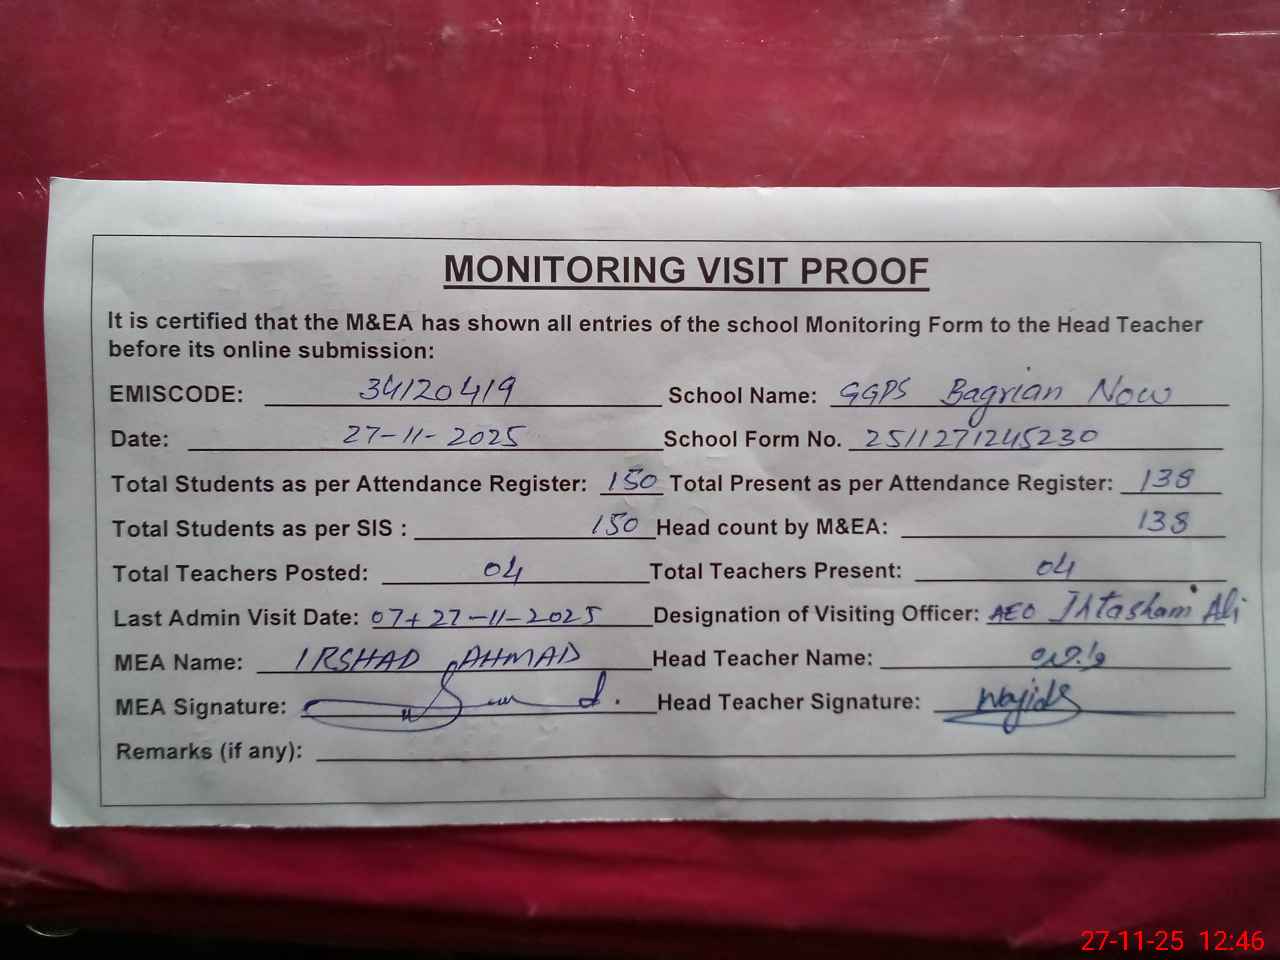 MONITORING VISIT PROOF
It is certified that the M&EA has shown all entries of the school Monitoring Form to the Head Teacher
before its online submission:
EMISCODE: 34120419 School Name: GGPS Bagrian Now
Date: 27-11-2025 School Form No. 2511271245230
Total Students as per Attendance Register: 150 Total Present as per Attendance Register: 138
Total Students as per SIS : 150 Head count by M&EA: 138
Total Teachers Posted: 04 Total Teachers Present: 04
Last Admin Visit Date: 07+27-11-2025 Designation of Visiting Officer: AEO Ihtasham Ali
MEA Name: IRSHAD AHMAD Head Teacher Name: واجدہ
MEA Signature: Head Teacher Signature: Wajida
Remarks (if any):
27-11-25 12:46